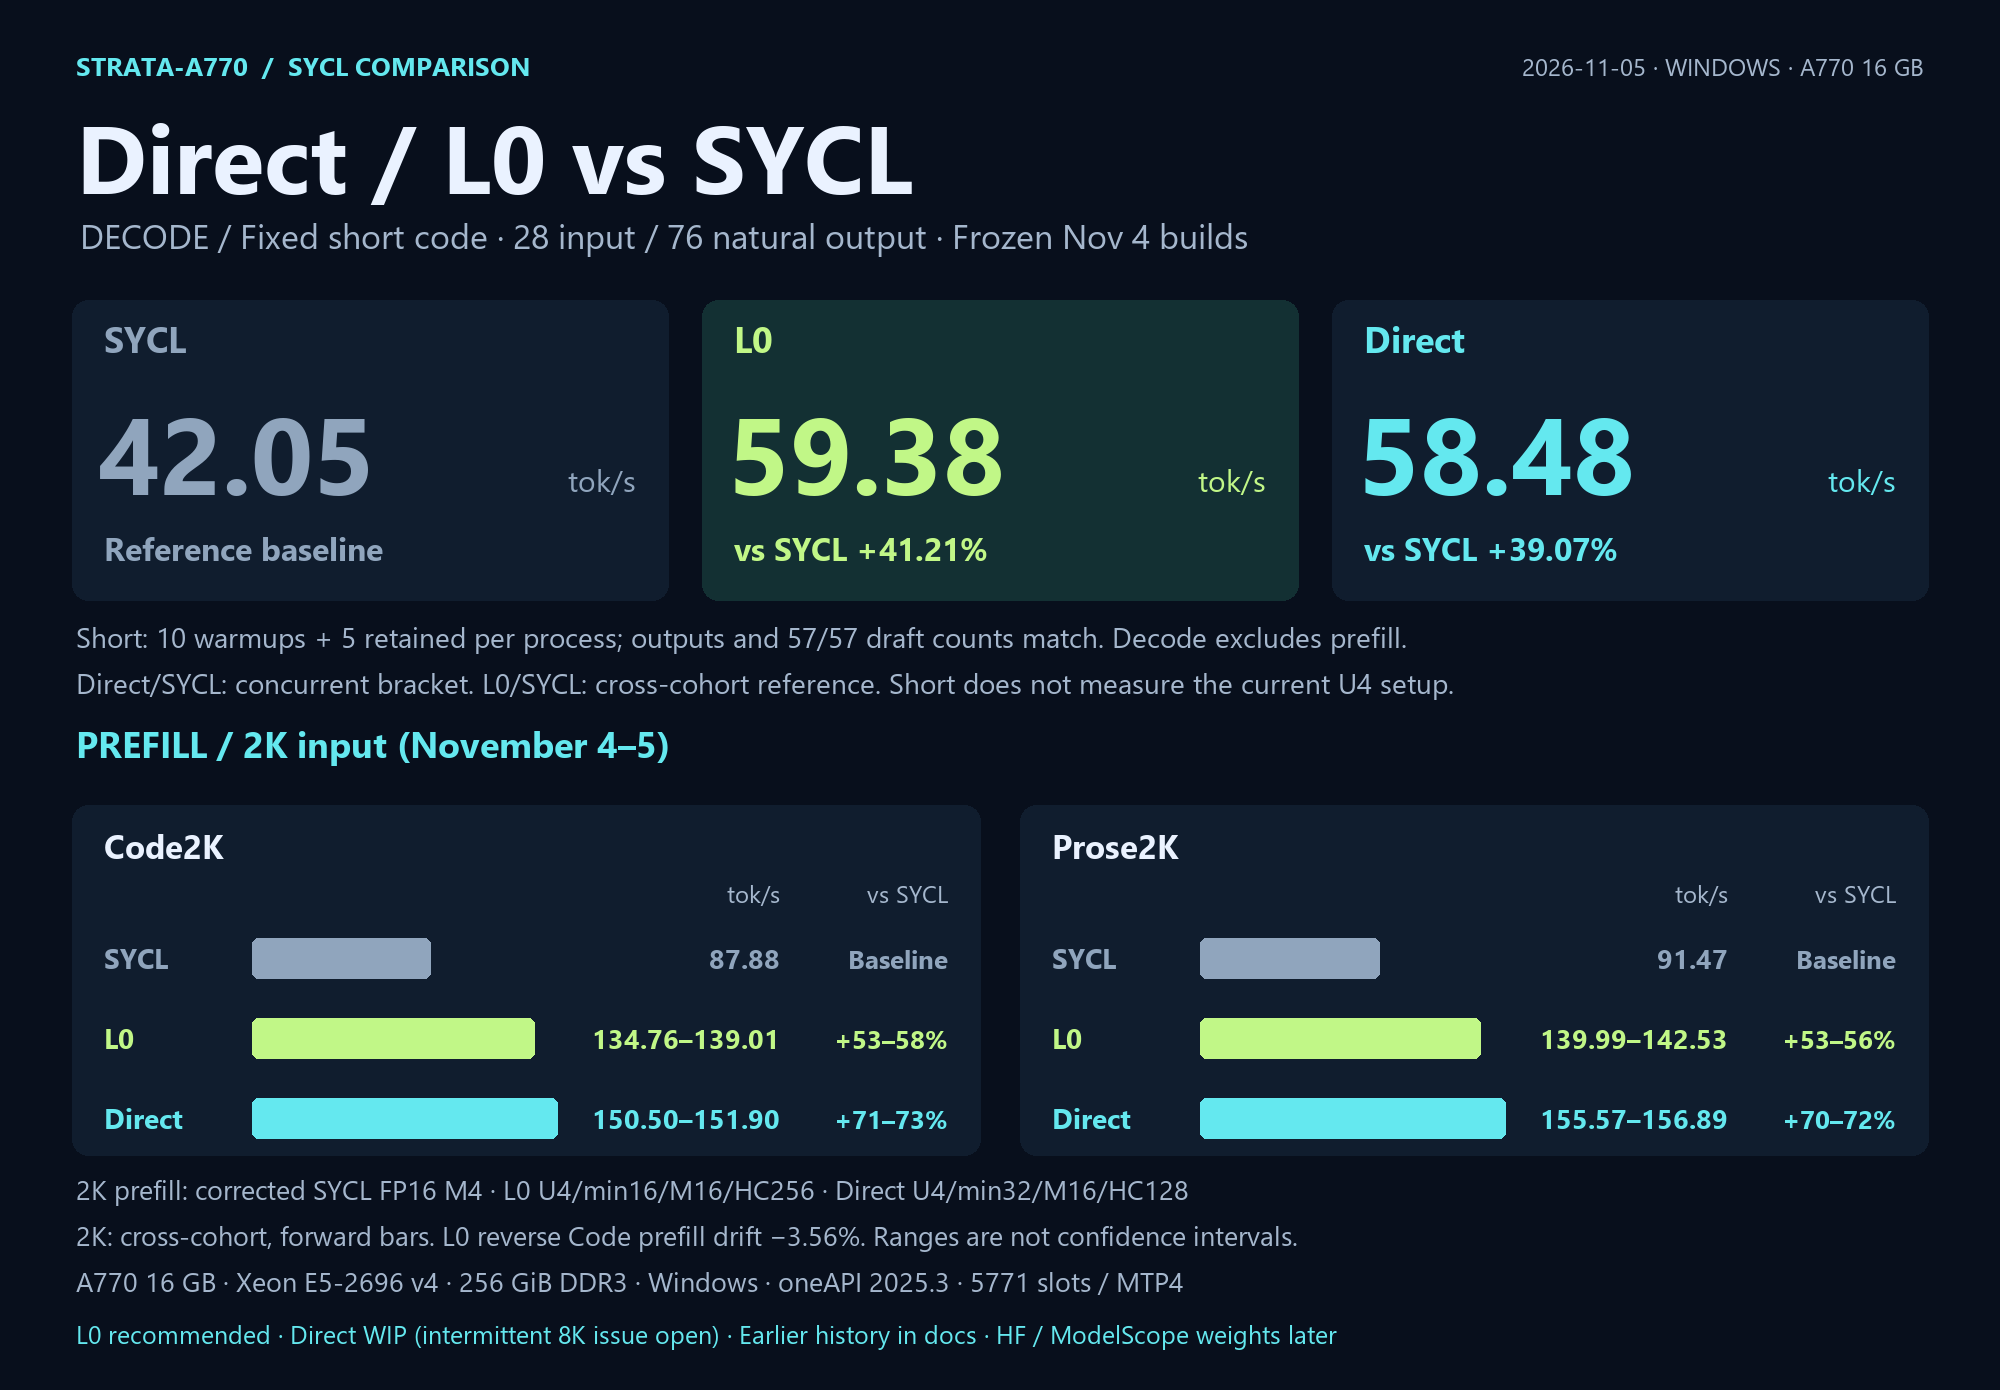 STRATA-A770 / SYCL COMPARISON
2026-11-05 · WINDOWS · A770 16 GB
Direct / L0 vs SYCL
DECODE / Fixed short code · 28 input / 76 natural output · Frozen Nov 4 builds
SYCL
42.05 tok/s
Reference baseline
L0
59.38 tok/s
vs SYCL +41.21%
Direct
58.48 tok/s
vs SYCL +39.07%
Short: 10 warmups + 5 retained per process; outputs and 57/57 draft counts match. Decode excludes prefill.
Direct/SYCL: concurrent bracket. L0/SYCL: cross-cohort reference. Short does not measure the current U4 setup.
PREFILL / 2K input (November 4–5)
Code2K
tok/s vs SYCL
SYCL 87.88 Baseline
L0 134.76–139.01 +53–58%
Direct 150.50–151.90 +71–73%
Prose2K
tok/s vs SYCL
SYCL 91.47 Baseline
L0 139.99–142.53 +53–56%
Direct 155.57–156.89 +70–72%
2K prefill: corrected SYCL FP16 M4 · L0 U4/min16/M16/HC256 · Direct U4/min32/M16/HC128
2K: cross-cohort, forward bars. L0 reverse Code prefill drift −3.56%. Ranges are not confidence intervals.
A770 16 GB · Xeon E5-2696 v4 · 256 GiB DDR3 · Windows · oneAPI 2025.3 · 5771 slots / MTP4
L0 recommended · Direct WIP (intermittent 8K issue open) · Earlier history in docs · HF / ModelScope weights later